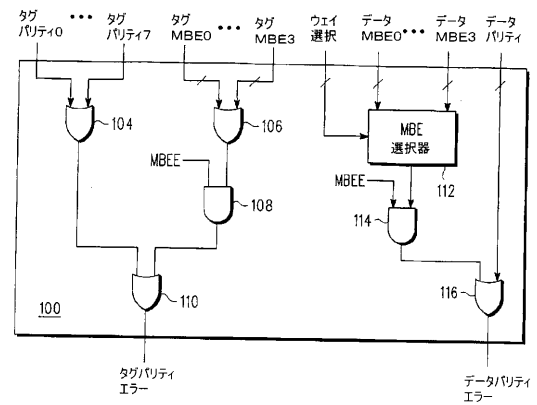 タグ パリティ0 ••• タグ パリティ7
タグ MBE0 ••• タグ MBE3
ウェイ 選択
データ MBE0 ••• データ MBE3
データ パリティ
104
106
MBE 選択器
112
MBEE
108
MBEE
114
110
116
100
タグパリティ エラー
データパリティ エラー